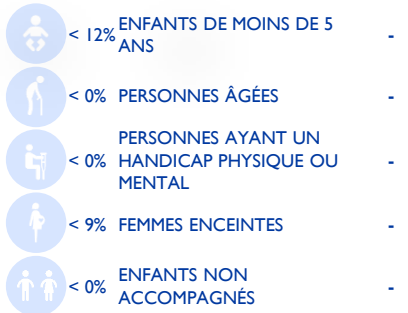 < 12% ENFANTS DE MOINS DE 5
ANS -
< 0% PERSONNES ÂGÉES -
PERSONNES AYANT UN
< 0% HANDICAP PHYSIQUE OU -
MENTAL
< 9% FEMMES ENCEINTES -
< 0% ENFANTS NON
ACCOMPAGNÉS -